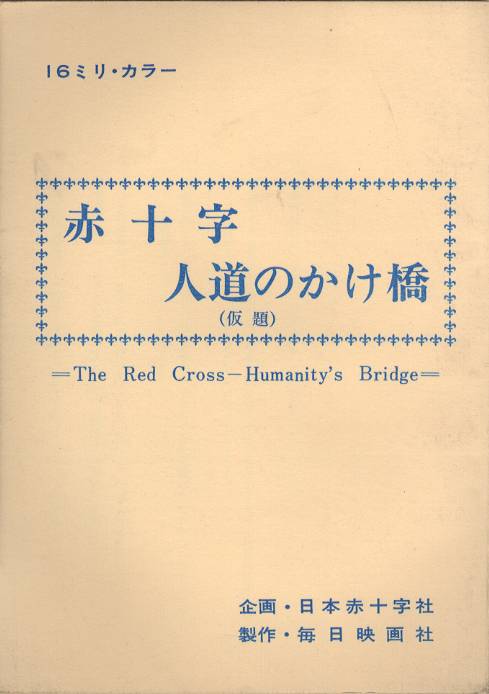 16ミリ・カラー
赤十字
人道のかけ橋
(仮題)
=The Red Cross—Humanity's Bridge=
企画・日本赤十字社
製作・毎日映画社